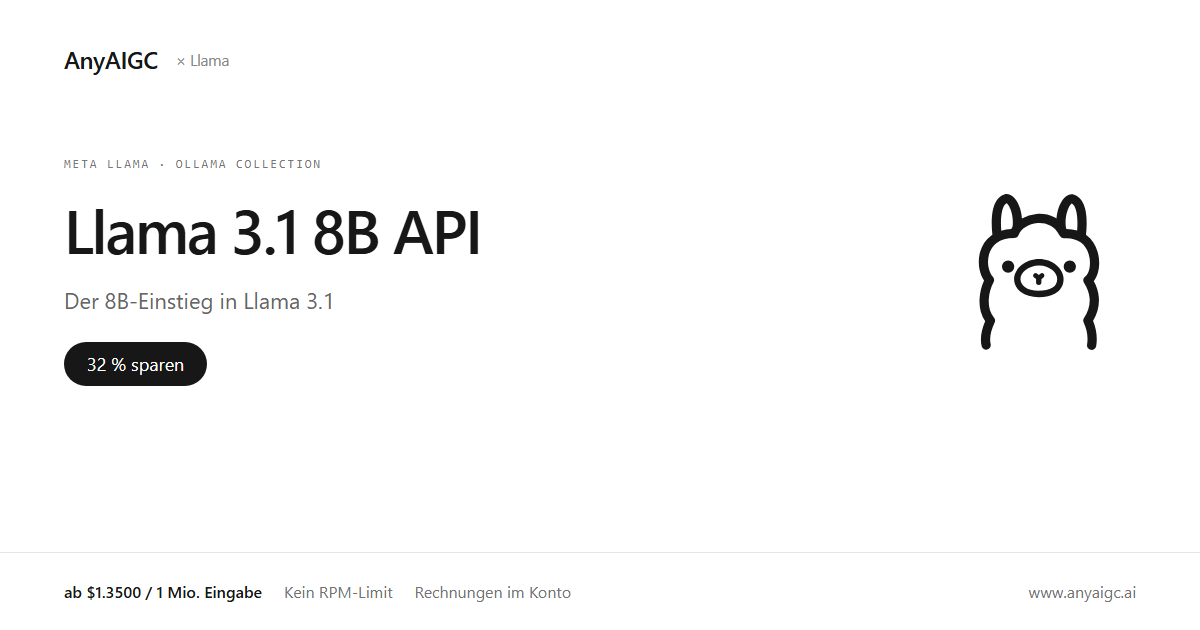 AnyAIGC × Llama
META LLAMA · OLLAMA COLLECTION
Llama 3.1 8B API
Der 8B-Einstieg in Llama 3.1
32 % sparen
ab $1.3500 / 1 Mio. Eingabe Kein RPM-Limit Rechnungen im Konto www.anyaigc.ai